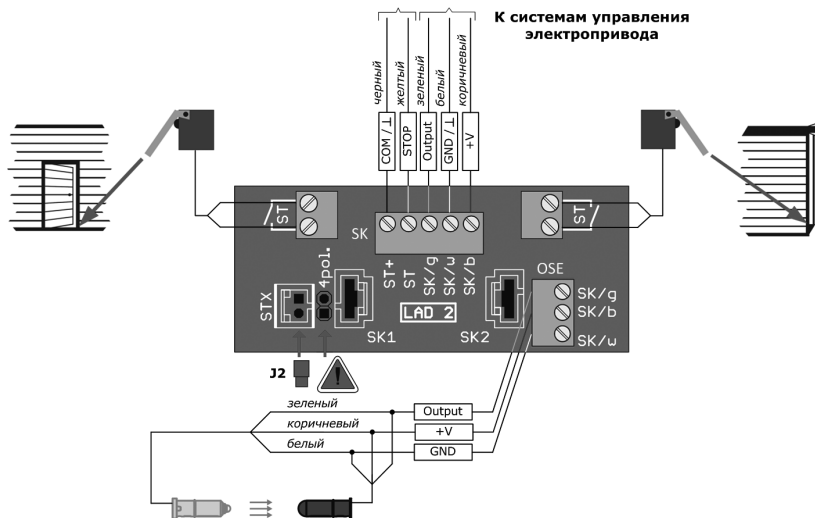 К системам управления
электропривода
черный
желтый
зеленый
белый
коричневый
COM / ⊥
STOP
Output
GND / ⊥
+V
ST
SK
ST+
ST
SK/g
SK/w
SK/b
ST
4pol.
STX
SK1
LAD 2
SK2
OSE
SK/g
SK/b
SK/w
J2
!
зеленый
Output
коричневый
+V
белый
GND